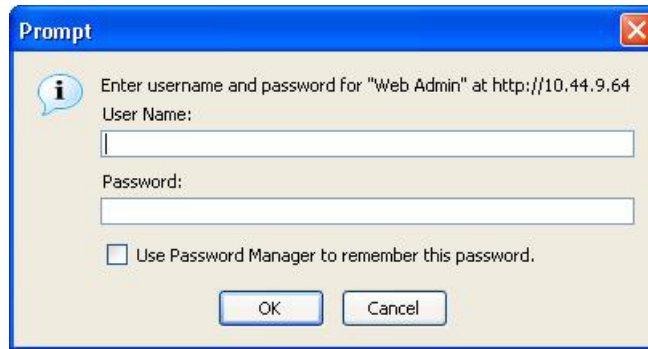 Prompt
Enter username and password for "Web Admin" at http://10.44.9.64
User Name:
Password:
Use Password Manager to remember this password.
OK
Cancel